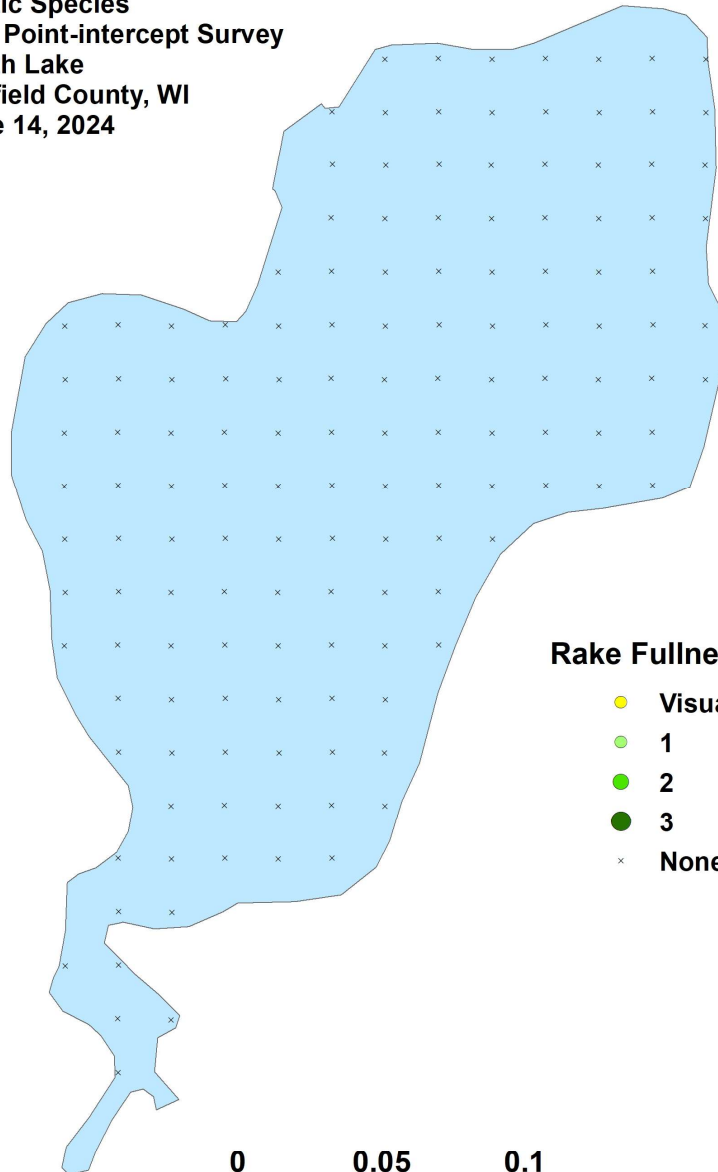 ic Species
Point-intercept Survey
h Lake
field County, WI
e 14, 2024
Rake Fullne
Visua
1
2
3
None
0 0.05 0.1